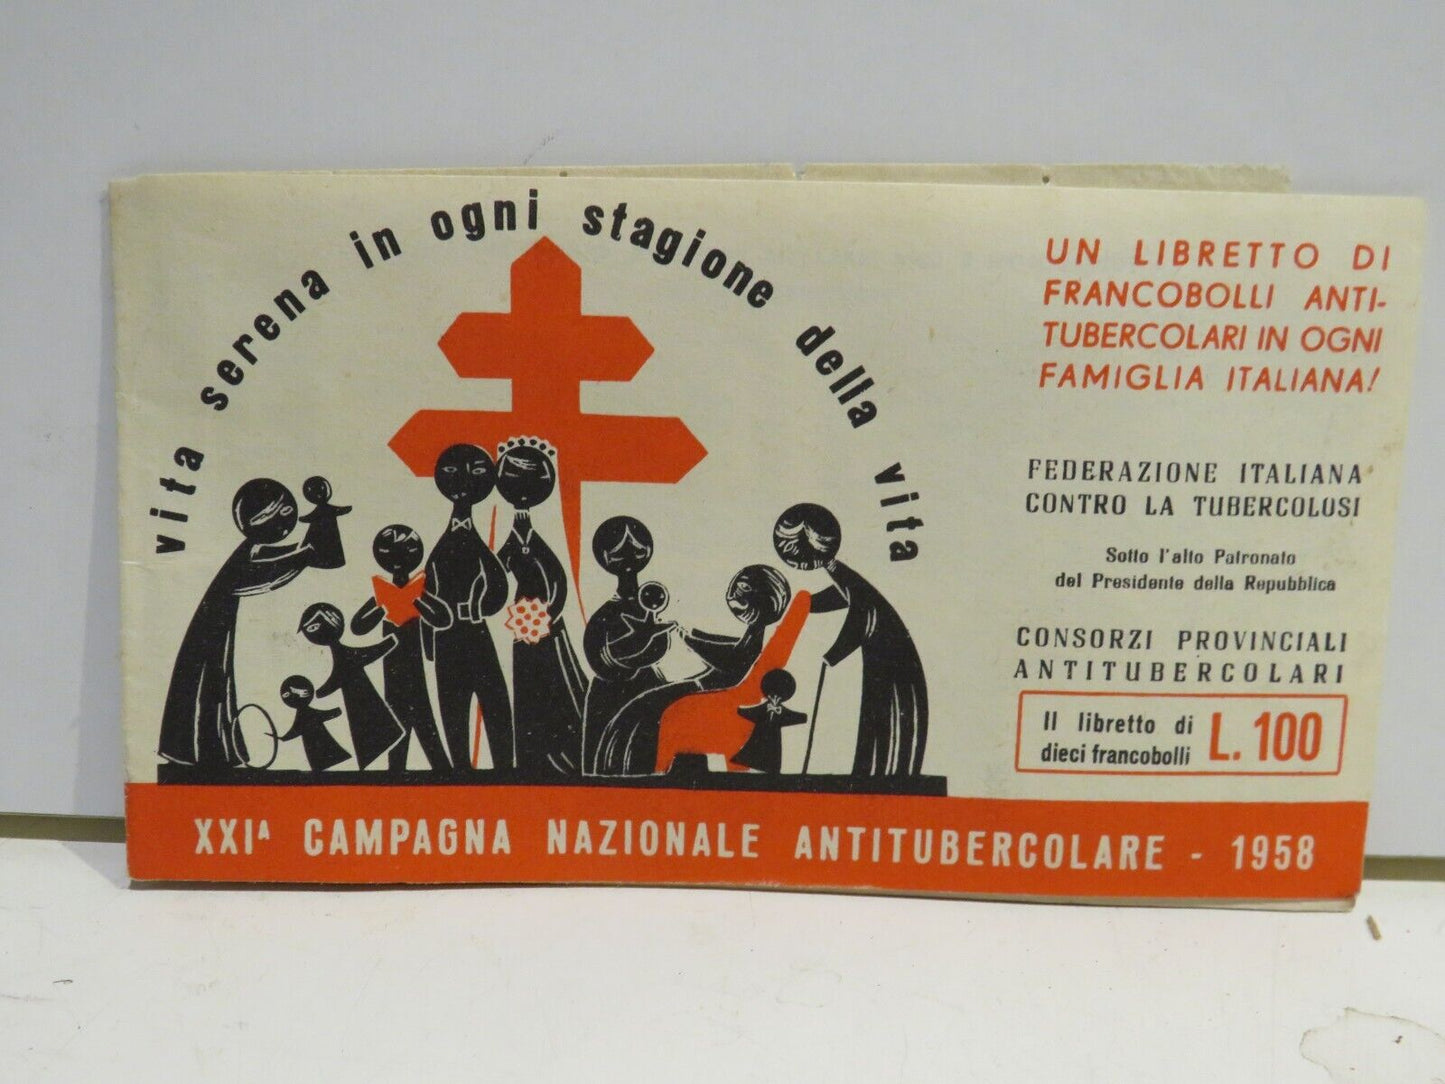 vita serena in ogni stagione della vita
UN LIBRETTO DI
FRANCOBOLLI ANTI-
TUBERCOLARI IN OGNI
FAMIGLIA ITALIANA!
FEDERAZIONE ITALIANA
CONTRO LA TUBERCOLOSI
Sotto l'alto Patronato
del Presidente della Repubblica
CONSORZI PROVINCIALI
ANTITUBERCOLARI
Il libretto di
dieci francobolli
L. 100
XXIª CAMPAGNA NAZIONALE ANTITUBERCOLARE - 1958